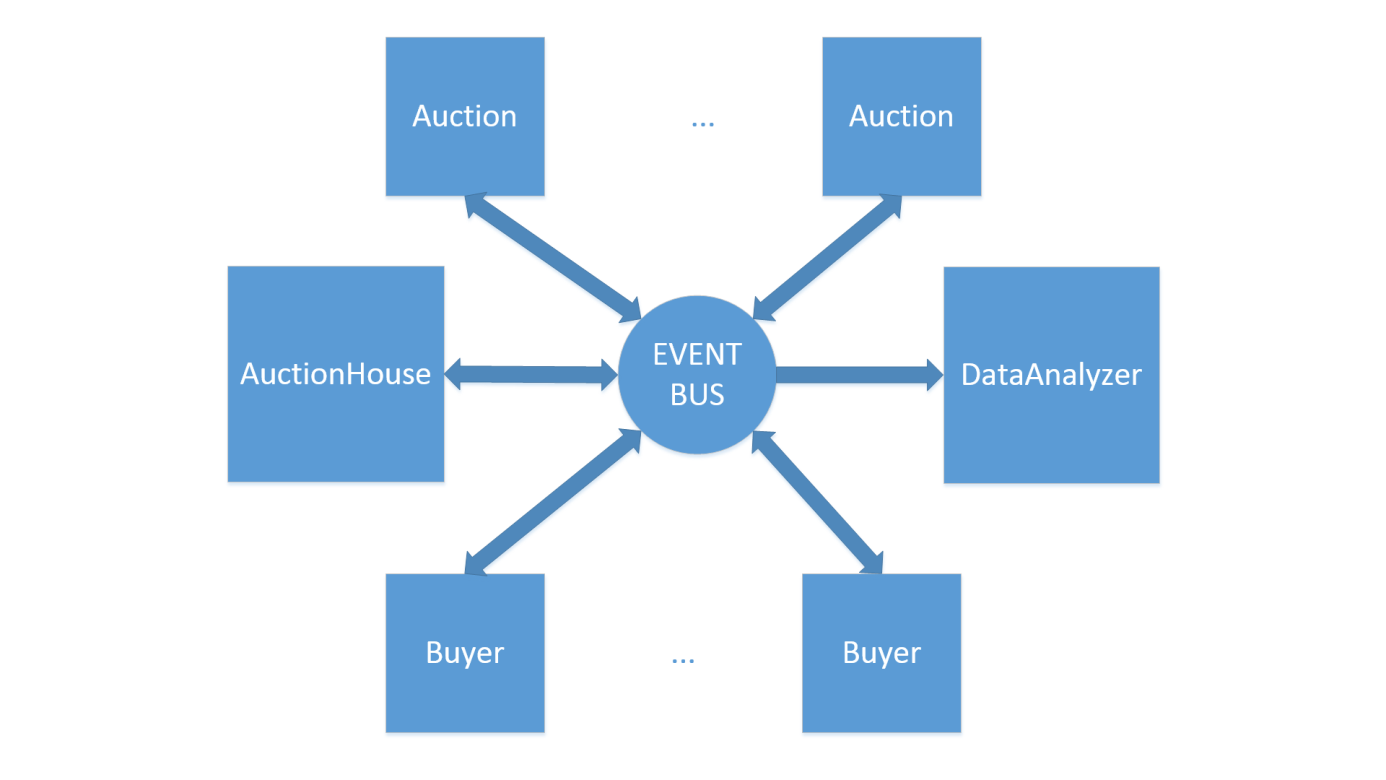 Auction
...
Auction
AuctionHouse
EVENT
BUS
DataAnalyzer
Buyer
...
Buyer